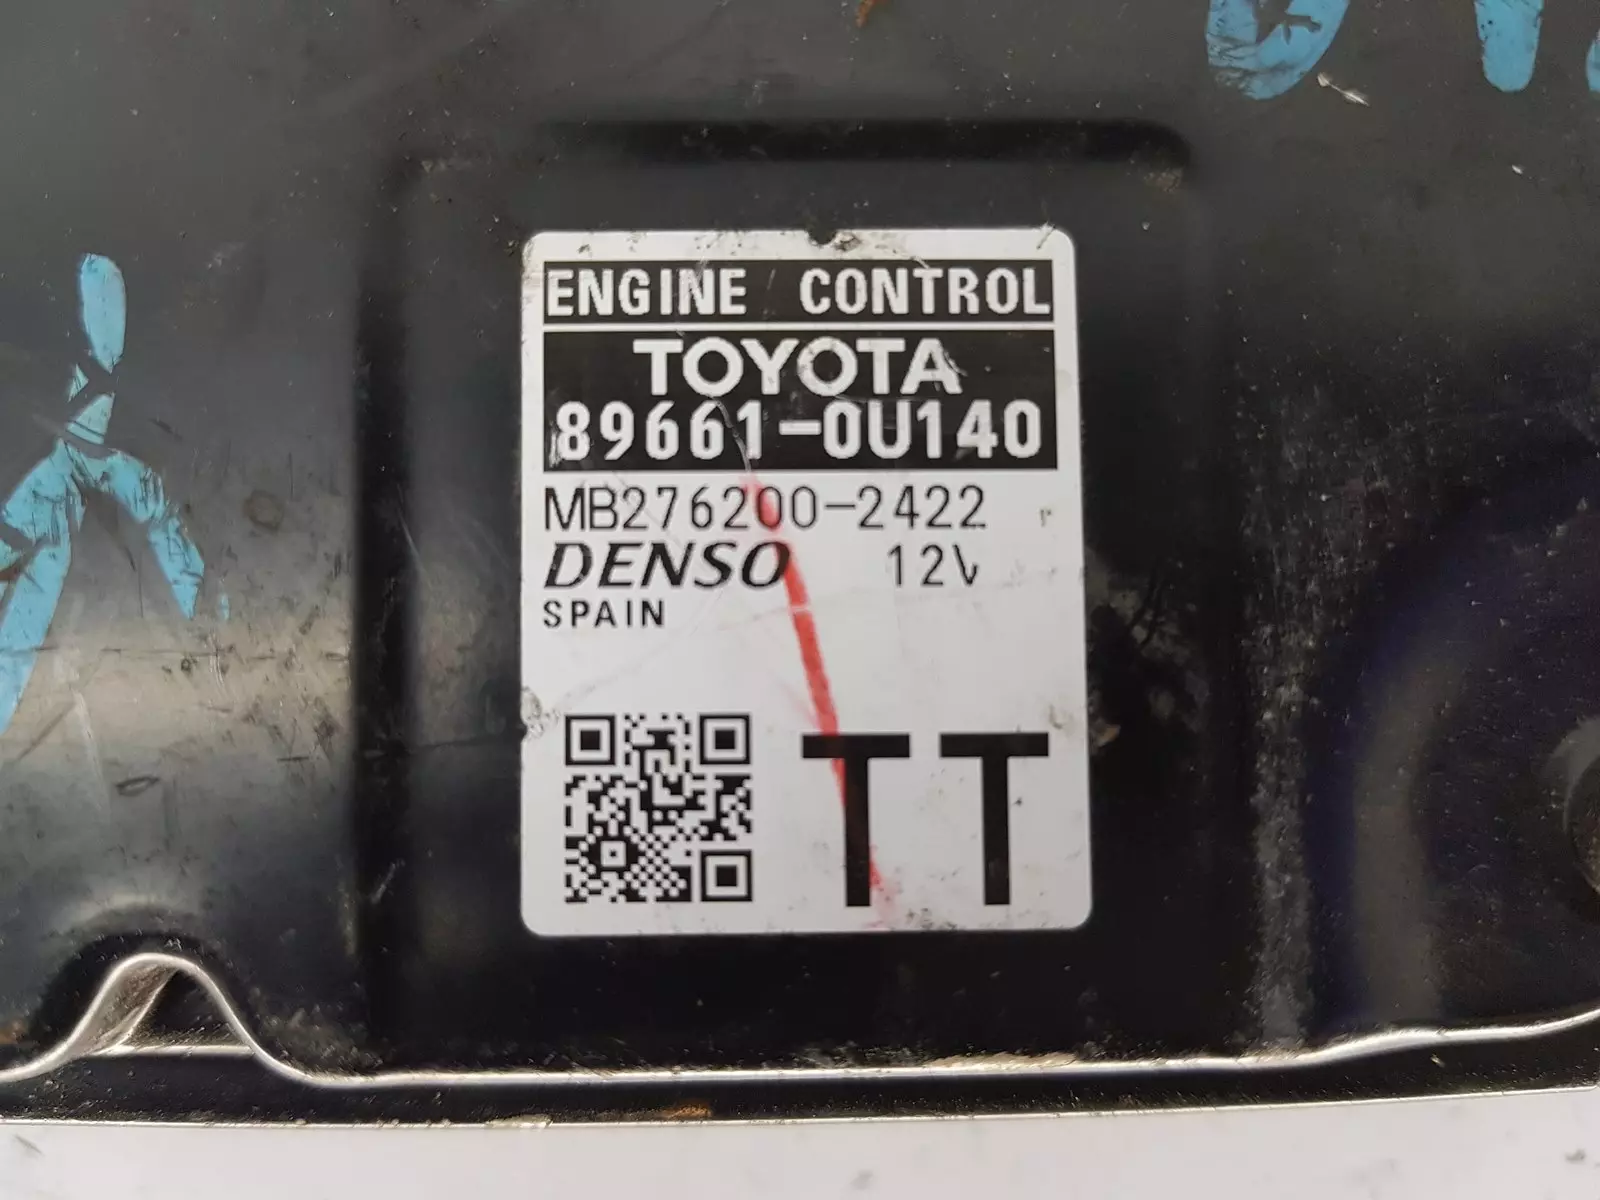 ENGINE CONTROL
TOYOTA
89661-0U140
MB276200-2422
DENSO 12V
SPAIN
TT